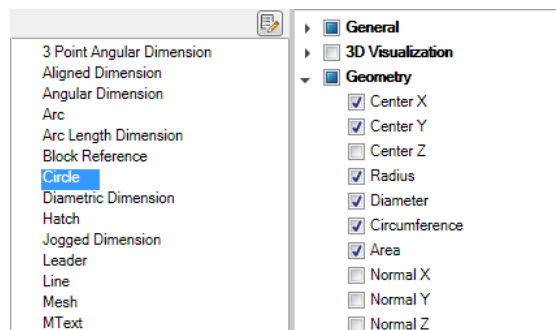 3 Point Angular Dimension
Aligned Dimension
Angular Dimension
Arc
Arc Length Dimension
Block Reference
Circle
Diametric Dimension
Hatch
Jogged Dimension
Leader
Line
Mesh
MText
General
3D Visualization
Geometry
Center X
Center Y
Center Z
Radius
Diameter
Circumference
Area
Normal X
Normal Y
Normal Z